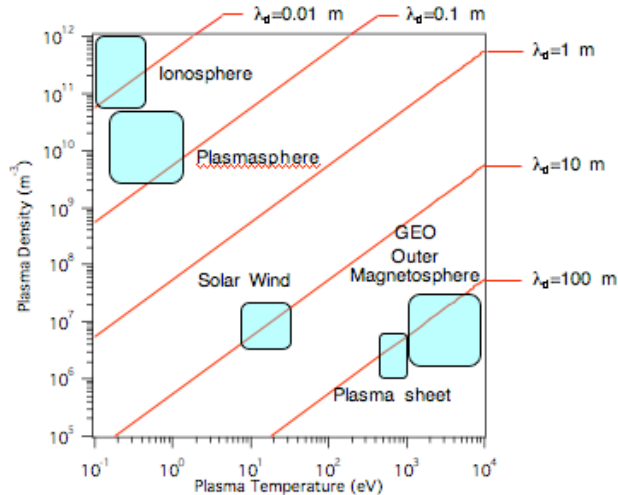 λd=0.01 m
λd=0.1 m
λd=1 m
λd=10 m
λd=100 m
Ionosphere
Plasmasphere
Solar Wind
GEO
Outer
Magnetosphere
Plasma sheet
Plasma Density (m⁻³)
10¹²
10¹¹
10¹⁰
10⁹
10⁸
10⁷
10⁶
10⁵
10⁻¹
10⁰
10¹
10²
10³
10⁴
Plasma Temperature (eV)